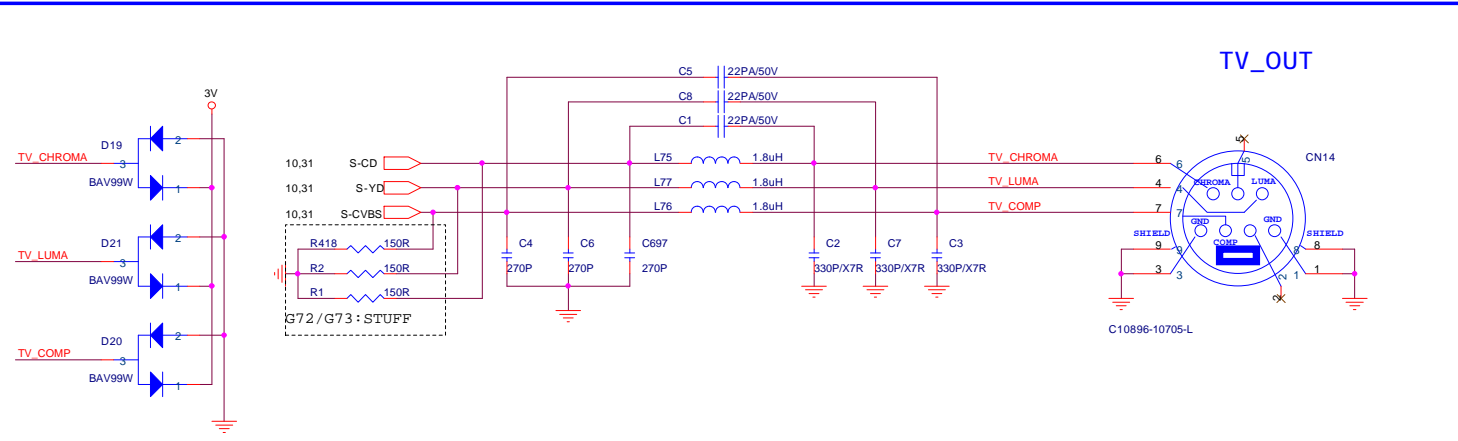 TV_OUT
3V
C5 22PA/50V
C8 22PA/50V
C1 22PA/50V
D19
2
TV_CHROMA
3
BAV99W
1
D21
2
TV_LUMA
3
BAV99W
1
D20
2
TV_COMP
3
BAV99W
1
10,31 S-CD L75 1.8uH TV_CHROMA 6
10,31 S-YD L77 1.8uH TV_LUMA 4
10,31 S-CVBS L76 1.8uH TV_COMP 7
R418 150R
R2 150R
R1 150R
G72/G73:STUFF
C4
270P
C6
270P
C697
270P
C2
330P/X7R
C7
330P/X7R
C3
330P/X7R
5
5
CN14
6
4
7
CHROMA LUMA
GND GND
COMP
SHIELD SHIELD
9 9 8 8
3 3 1 1
2
2
C10896-10705-L